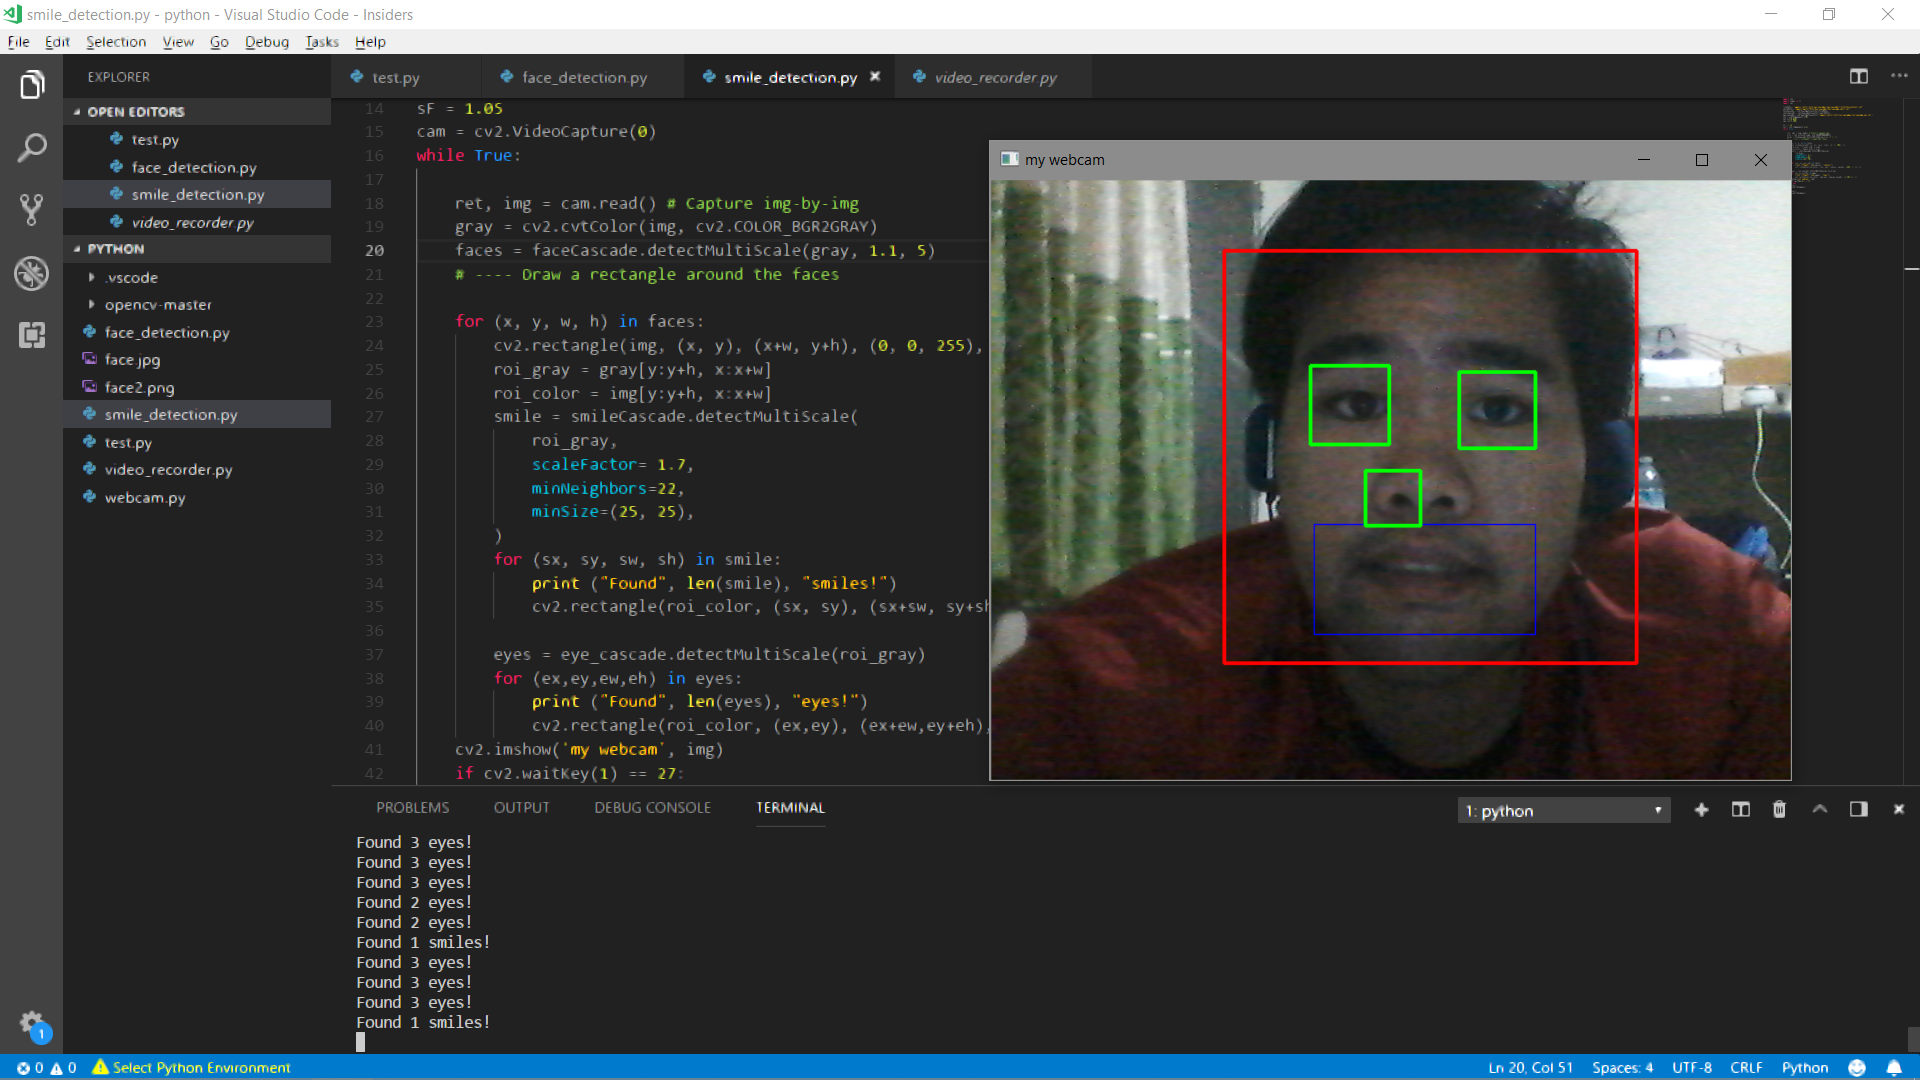 smile_detection.py - python - Visual Studio Code - Insiders
File Edit Selection View Go Debug Tasks Help
EXPLORER
OPEN EDITORS
test.py
face_detection.py
smile_detection.py
video_recorder.py
PYTHON
.vscode
opencv-master
face_detection.py
face.jpg
face2.png
smile_detection.py
test.py
video_recorder.py
webcam.py
1
test.py face_detection.py smile_detection.py video_recorder.py
14 sF = 1.05
15 cam = cv2.VideoCapture(0)
16 while True:
17
18 ret, img = cam.read() # Capture img-by-img
19 gray = cv2.cvtColor(img, cv2.COLOR_BGR2GRAY)
20 faces = faceCascade.detectMultiScale(gray, 1.1, 5)
21 # ---- Draw a rectangle around the faces
22
23 for (x, y, w, h) in faces:
24 cv2.rectangle(img, (x, y), (x+w, y+h), (0, 0, 255),
25 roi_gray = gray[y:y+h, x:x+w]
26 roi_color = img[y:y+h, x:x+w]
27 smile = smileCascade.detectMultiScale(
28 roi_gray,
29 scaleFactor= 1.7,
30 minNeighbors=22,
31 minSize=(25, 25),
32 )
33 for (sx, sy, sw, sh) in smile:
34 print ("Found", len(smile), "smiles!")
35 cv2.rectangle(roi_color, (sx, sy), (sx+sw, sy+sh
36
37 eyes = eye_cascade.detectMultiScale(roi_gray)
38 for (ex,ey,ew,eh) in eyes:
39 print ("Found", len(eyes), "eyes!")
40 cv2.rectangle(roi_color, (ex,ey), (ex+ew,ey+eh),
41 cv2.imshow('my webcam', img)
42 if cv2.waitKey(1) == 27:
my webcam
PROBLEMS OUTPUT DEBUG CONSOLE TERMINAL
1: python
Found 3 eyes!
Found 3 eyes!
Found 3 eyes!
Found 2 eyes!
Found 2 eyes!
Found 1 smiles!
Found 3 eyes!
Found 3 eyes!
Found 3 eyes!
Found 1 smiles!
0 0 Select Python Environment
Ln 20, Col 51 Spaces: 4 UTF-8 CRLF Python